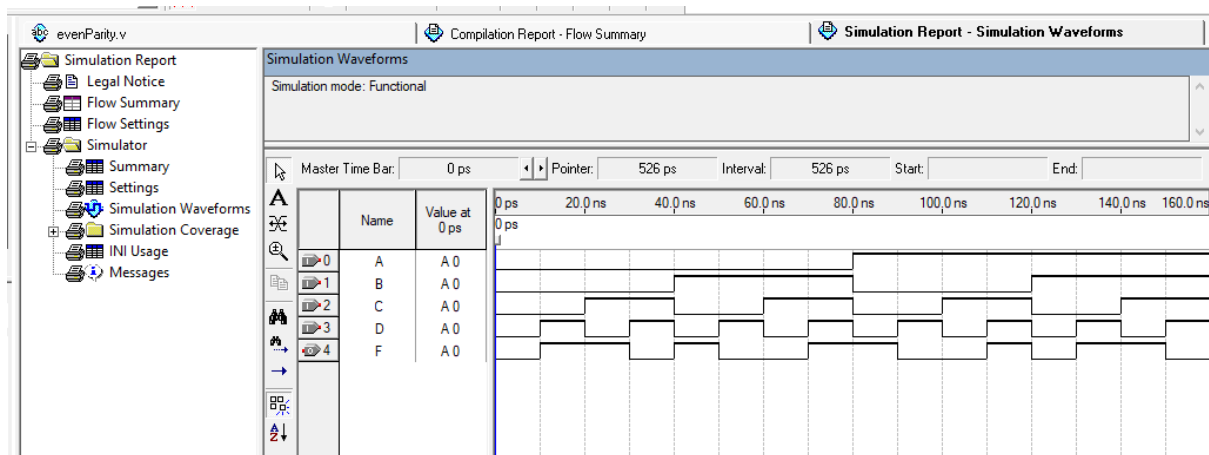 evenParity.v
Compilation Report - Flow Summary
Simulation Report - Simulation Waveforms
Simulation Report
Legal Notice
Flow Summary
Flow Settings
Simulator
Summary
Settings
Simulation Waveforms
Simulation Coverage
INI Usage
Messages
Simulation Waveforms
Simulation mode: Functional
Master Time Bar: 0 ps Pointer: 526 ps Interval: 526 ps Start: End:
Name Value at 0 ps
0 ps 20.0 ns 40.0 ns 60.0 ns 80.0 ns 100.0 ns 120.0 ns 140.0 ns 160.0 ns
0 ps
0 A A 0
1 B A 0
2 C A 0
3 D A 0
4 F A 0